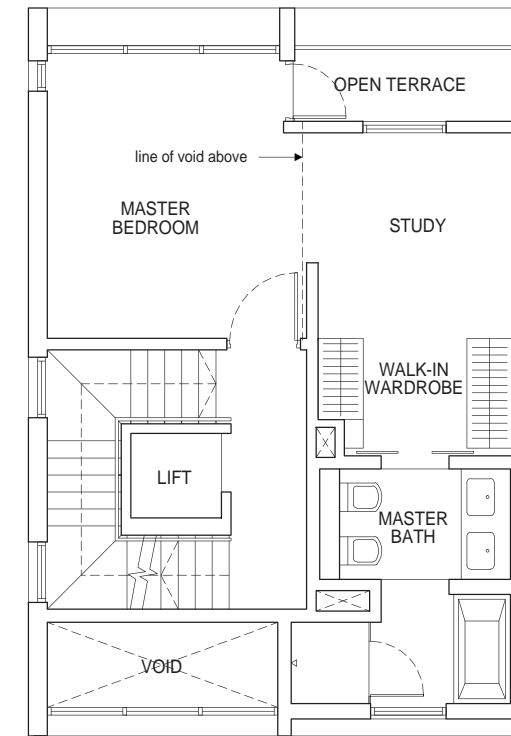 OPEN TERRACE
line of void above
MASTER
BEDROOM
STUDY
WALK-IN
WARDROBE
LIFT
MASTER
BATH
VOID